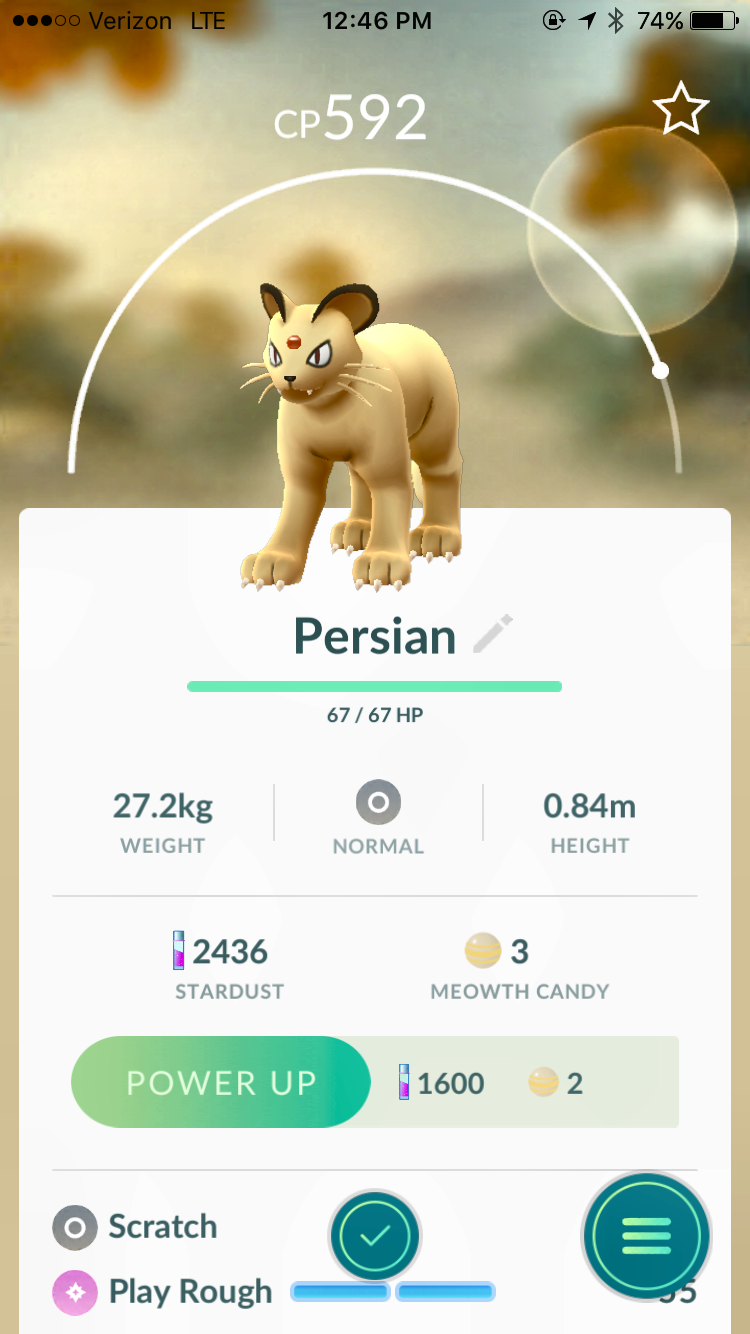 Verizon LTE 12:46 PM 74%
CP592
Persian
67 / 67 HP
27.2kg NORMAL 0.84m
WEIGHT HEIGHT
2436 3
STARDUST MEOWTH CANDY
POWER UP 1600 2
Scratch
Play Rough